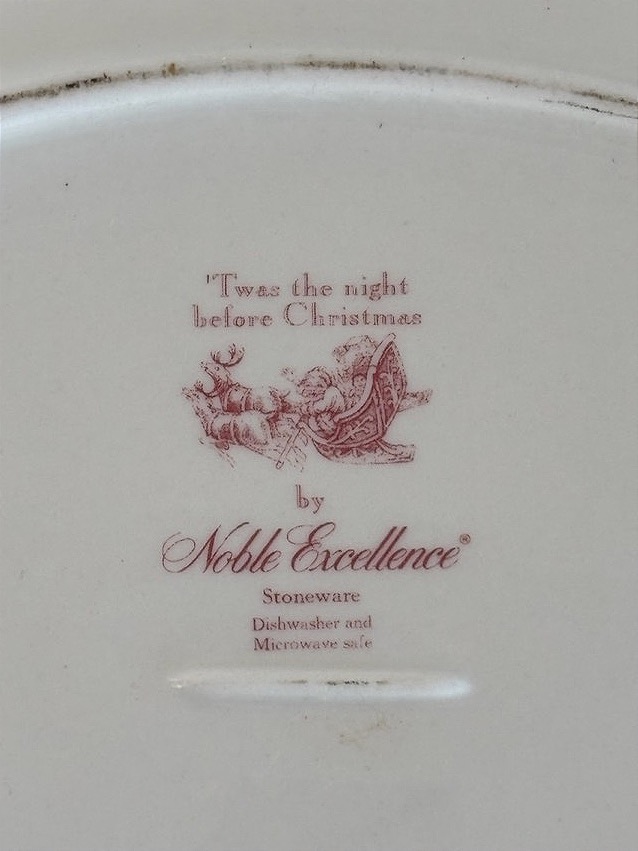 'Twas the night
before Christmas
by
Noble Excellence®
Stoneware
Dishwasher and
Microwave safe